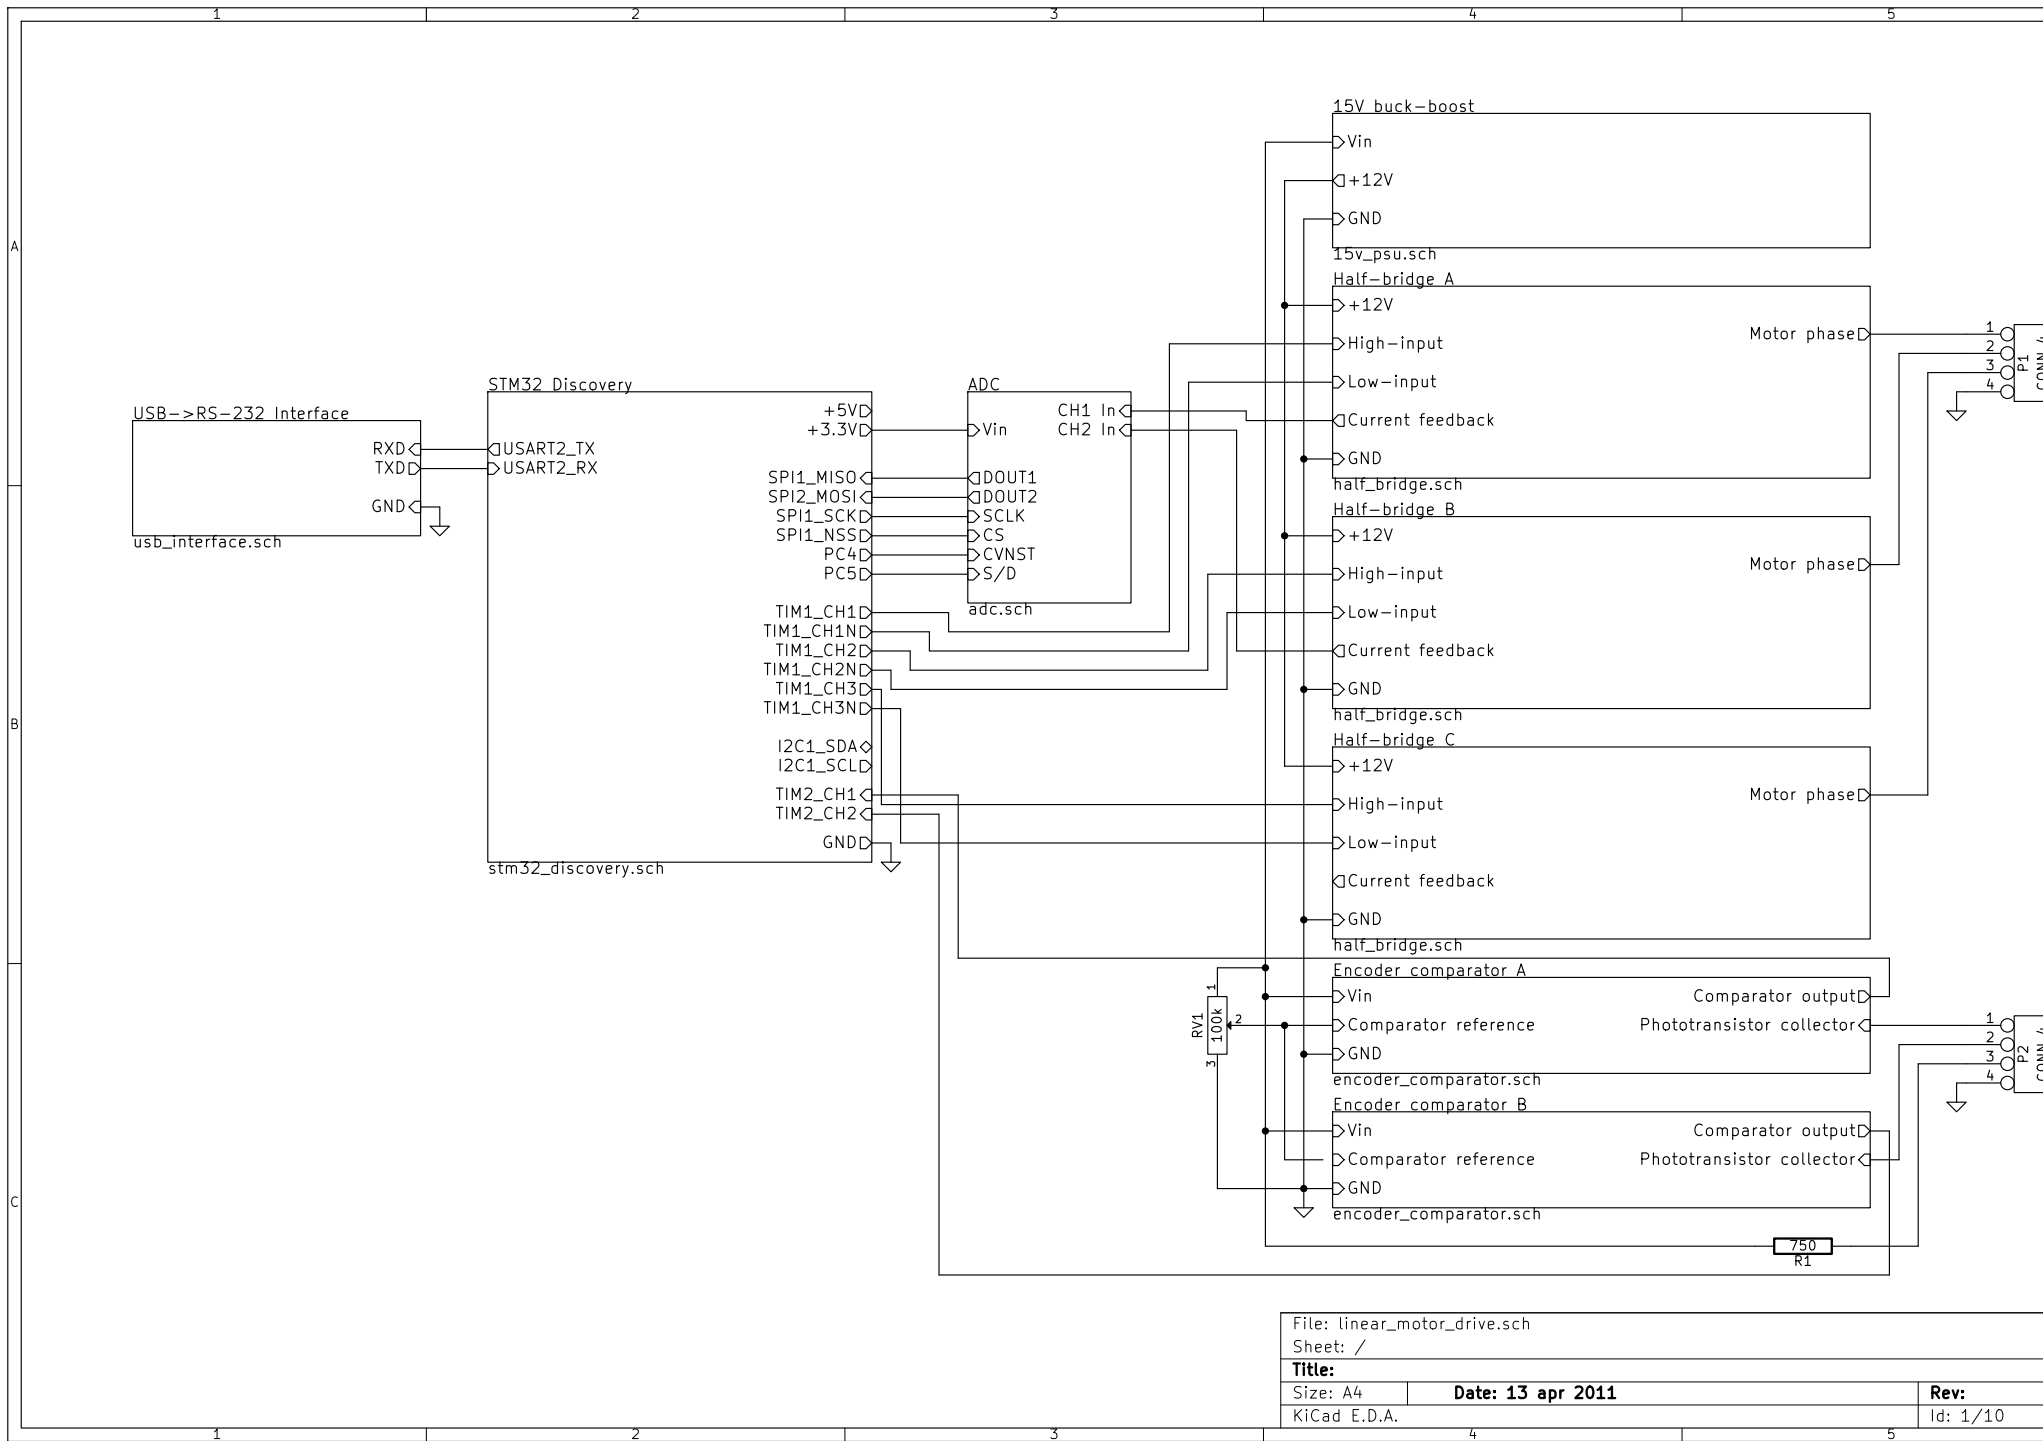 1 2 3 4 5
A
B
C
15V buck-boost
Vin
+12V
GND
15v_psu.sch
Half-bridge A
+12V
High-input
Low-input
Current feedback
GND
Motor phase
half_bridge.sch
Half-bridge B
+12V
High-input
Low-input
Current feedback
GND
Motor phase
half_bridge.sch
Half-bridge C
+12V
High-input
Low-input
Current feedback
GND
Motor phase
half_bridge.sch
1
2
3
4
P1
USB->RS-232 Interface
RXD
TXD
GND
usb_interface.sch
STM32 Discovery
USART2_TX
USART2_RX
+5V
+3.3V
SPI1_MISO
SPI2_MOSI
SPI1_SCK
SPI1_NSS
PC4
PC5
TIM1_CH1
TIM1_CH1N
TIM1_CH2
TIM1_CH2N
TIM1_CH3
TIM1_CH3N
I2C1_SDA
I2C1_SCL
TIM2_CH1
TIM2_CH2
GND
stm32_discovery.sch
ADC
CH1 In
CH2 In
Vin
DOUT1
DOUT2
SCLK
CS
CVNST
S/D
adc.sch
RV1
100k
1
2
3
Encoder comparator A
Vin
Comparator reference
GND
Comparator output
Phototransistor collector
encoder_comparator.sch
Encoder comparator B
Vin
Comparator reference
GND
Comparator output
Phototransistor collector
encoder_comparator.sch
1
2
3
4
P2
750
R1
File: linear_motor_drive.sch
Sheet: /
Title:
Size: A4 Date: 13 apr 2011 Rev:
KiCad E.D.A. Id: 1/10
1 2 3 4 5